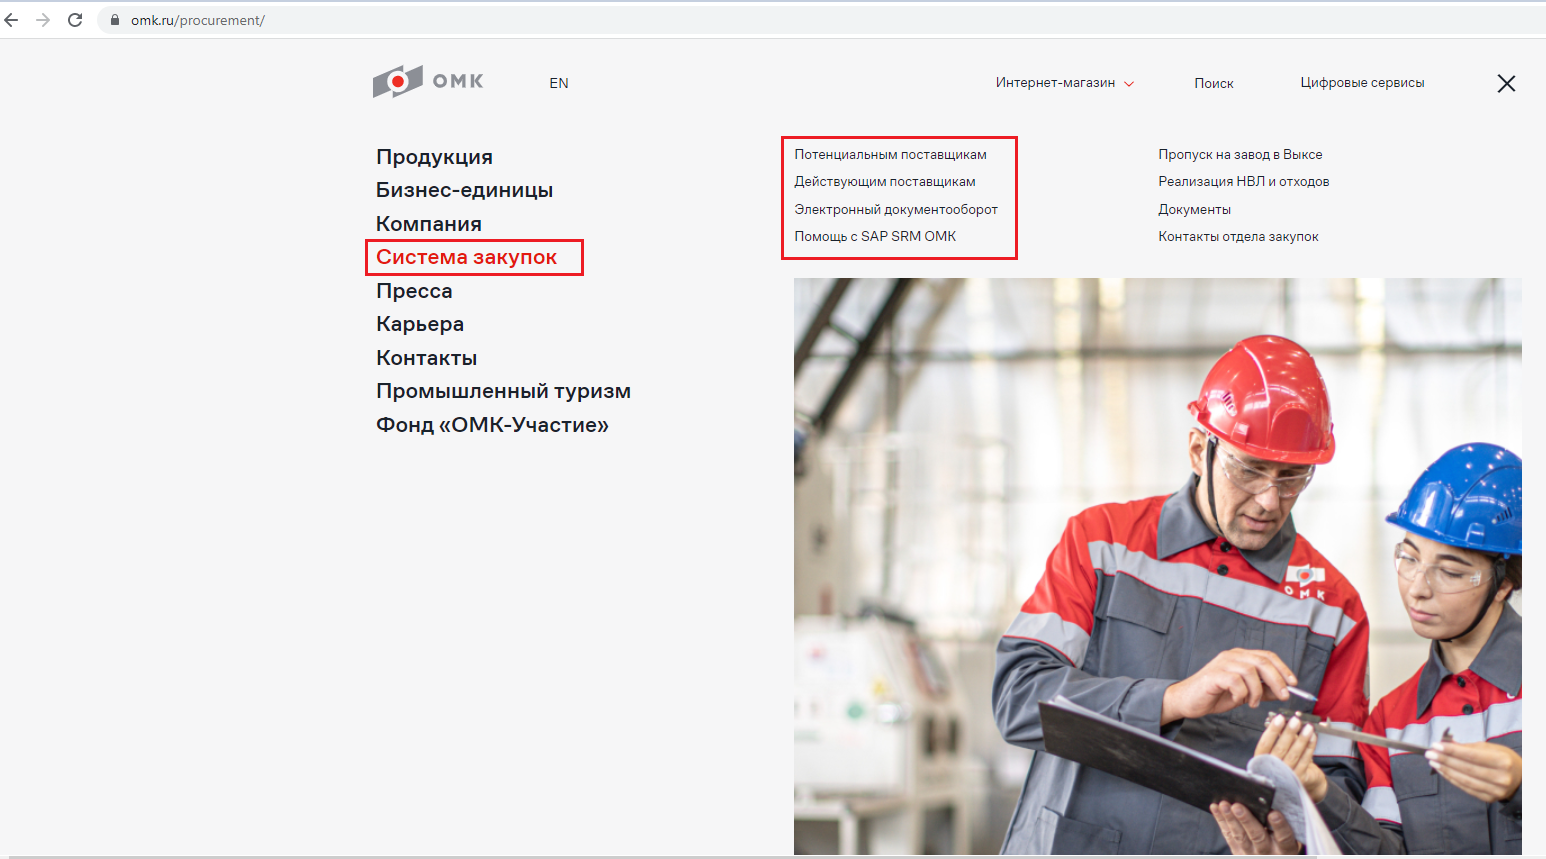 omk.ru/procurement/
ОМК
EN
Интернет-магазин
Поиск
Цифровые сервисы
Продукция
Бизнес-единицы
Компания
Система закупок
Пресса
Карьера
Контакты
Промышленный туризм
Фонд «ОМК-Участие»
Потенциальным поставщикам
Действующим поставщикам
Электронный документооборот
Помощь с SAP SRM ОМК
Пропуск на завод в Выксе
Реализация НВЛ и отходов
Документы
Контакты отдела закупок
ОМК